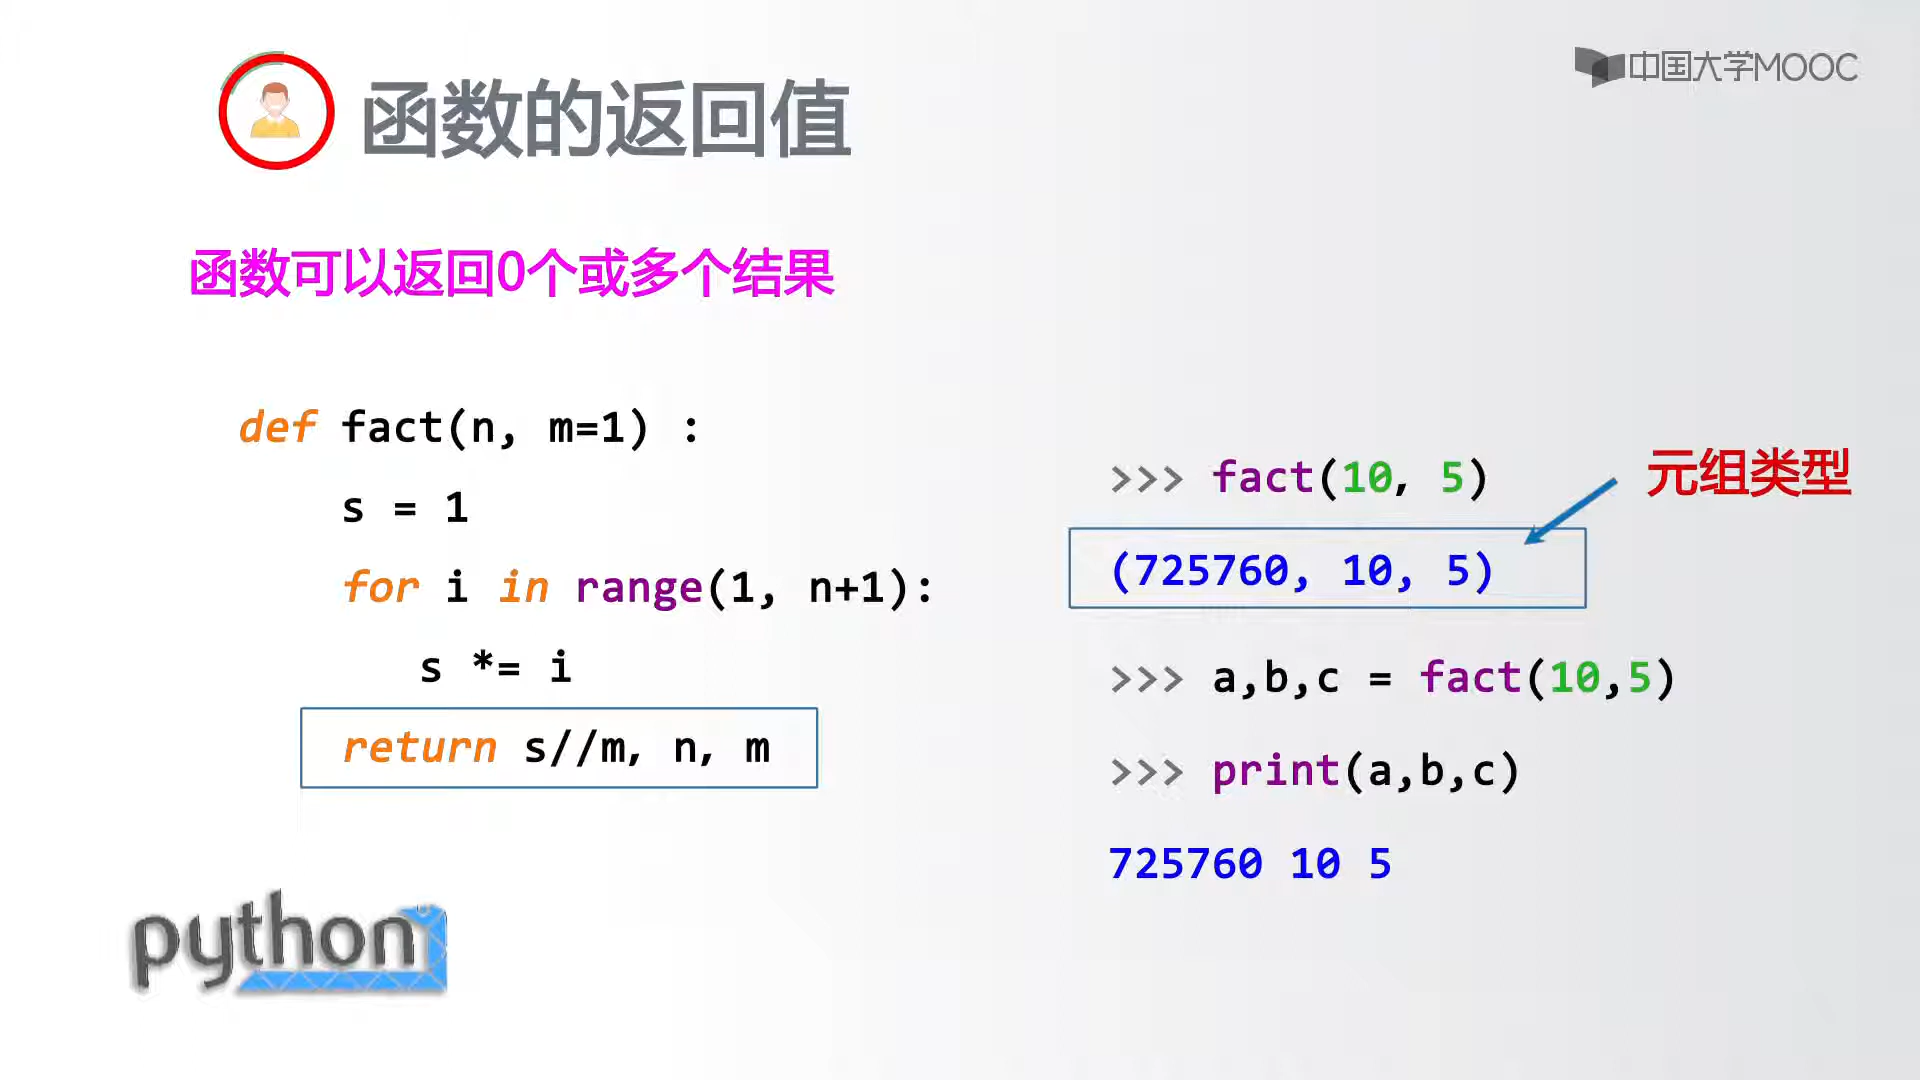 函数的返回值
中国大学MOOC
函数可以返回0个或多个结果
def fact(n, m=1) :
s = 1
for i in range(1, n+1):
s *= i
return s//m, n, m
>>> fact(10, 5)
元组类型
(725760, 10, 5)
>>> a,b,c = fact(10,5)
>>> print(a,b,c)
725760 10 5
python